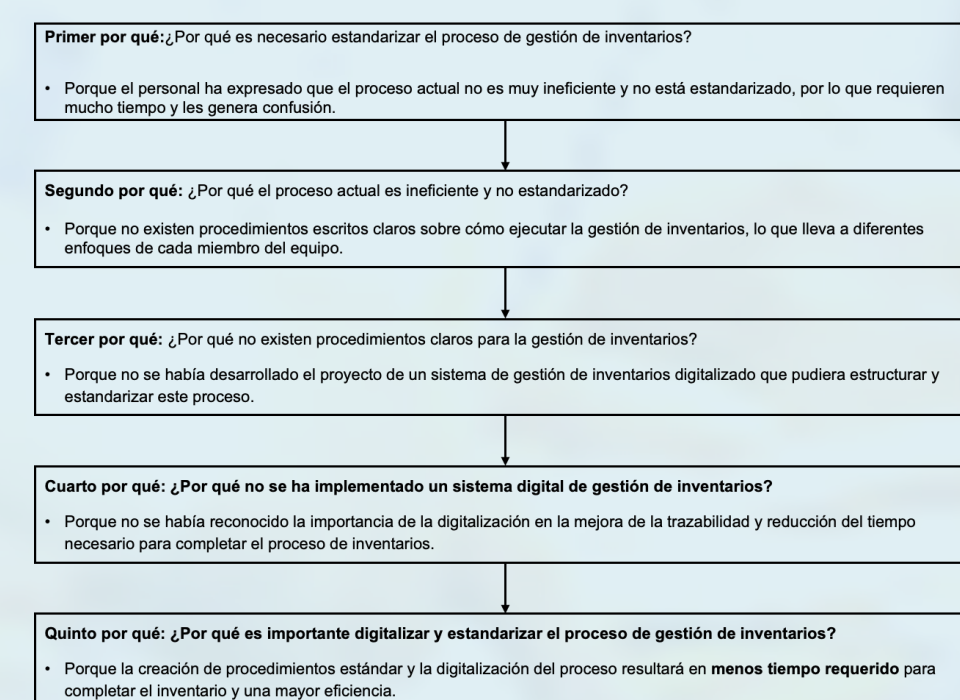 Primer por qué:¿Por qué es necesario estandarizar el proceso de gestión de inventarios?
• Porque el personal ha expresado que el proceso actual no es muy ineficiente y no está estandarizado, por lo que requieren
mucho tiempo y les genera confusión.
Segundo por qué: ¿Por qué el proceso actual es ineficiente y no estandarizado?
• Porque no existen procedimientos escritos claros sobre cómo ejecutar la gestión de inventarios, lo que lleva a diferentes
enfoques de cada miembro del equipo.
Tercer por qué: ¿Por qué no existen procedimientos claros para la gestión de inventarios?
• Porque no se había desarrollado el proyecto de un sistema de gestión de inventarios digitalizado que pudiera estructurar y
estandarizar este proceso.
Cuarto por qué: ¿Por qué no se ha implementado un sistema digital de gestión de inventarios?
• Porque no se había reconocido la importancia de la digitalización en la mejora de la trazabilidad y reducción del tiempo
necesario para completar el proceso de inventarios.
Quinto por qué: ¿Por qué es importante digitalizar y estandarizar el proceso de gestión de inventarios?
• Porque la creación de procedimientos estándar y la digitalización del proceso resultará en menos tiempo requerido para
completar el inventario y una mayor eficiencia.